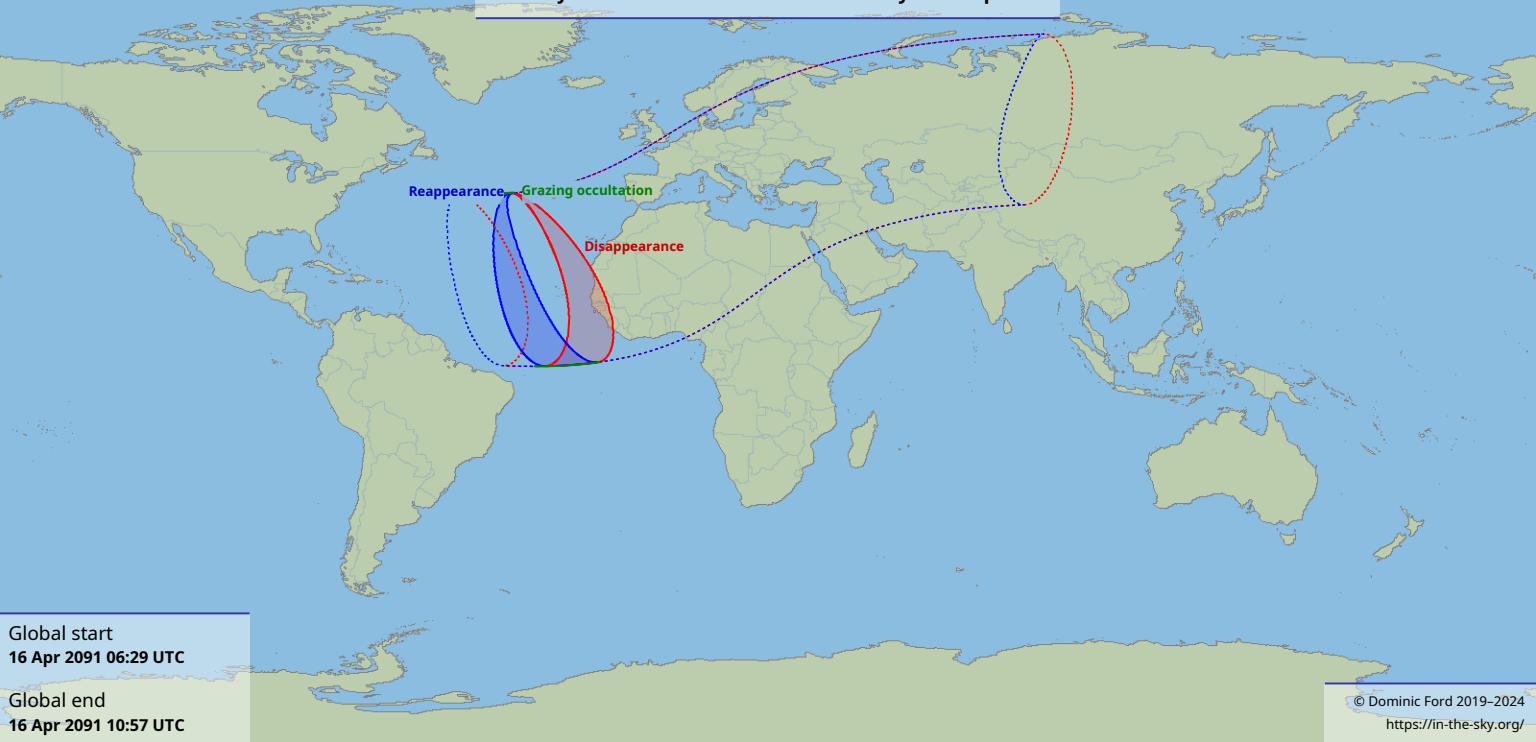 Reappearance
Grazing occultation
Disappearance
Global start
16 Apr 2091 06:29 UTC
Global end
16 Apr 2091 10:57 UTC
© Dominic Ford 2019–2024
https://in-the-sky.org/